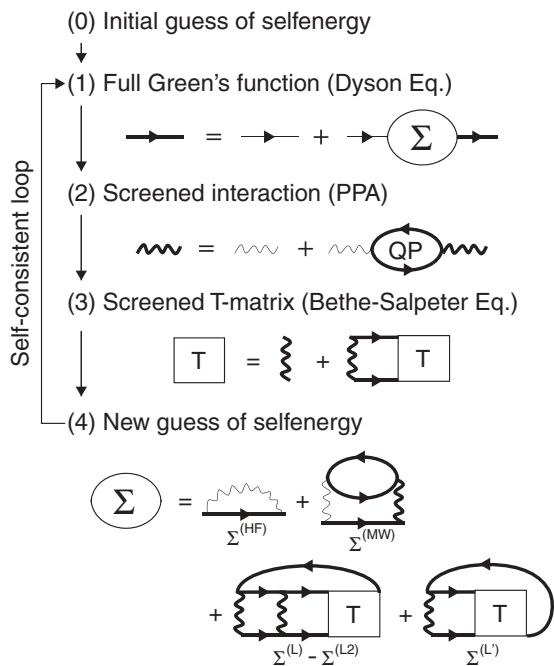 (0) Initial guess of selfenergy
(1) Full Green's function (Dyson Eq.)
= + Σ
(2) Screened interaction (PPA)
= + QP
(3) Screened T-matrix (Bethe-Salpeter Eq.)
T = + T
(4) New guess of selfenergy
Self-consistent loop
Σ = +
Σ(HF) Σ(MW)
+ T + T
Σ(L) - Σ(L2) Σ(L')